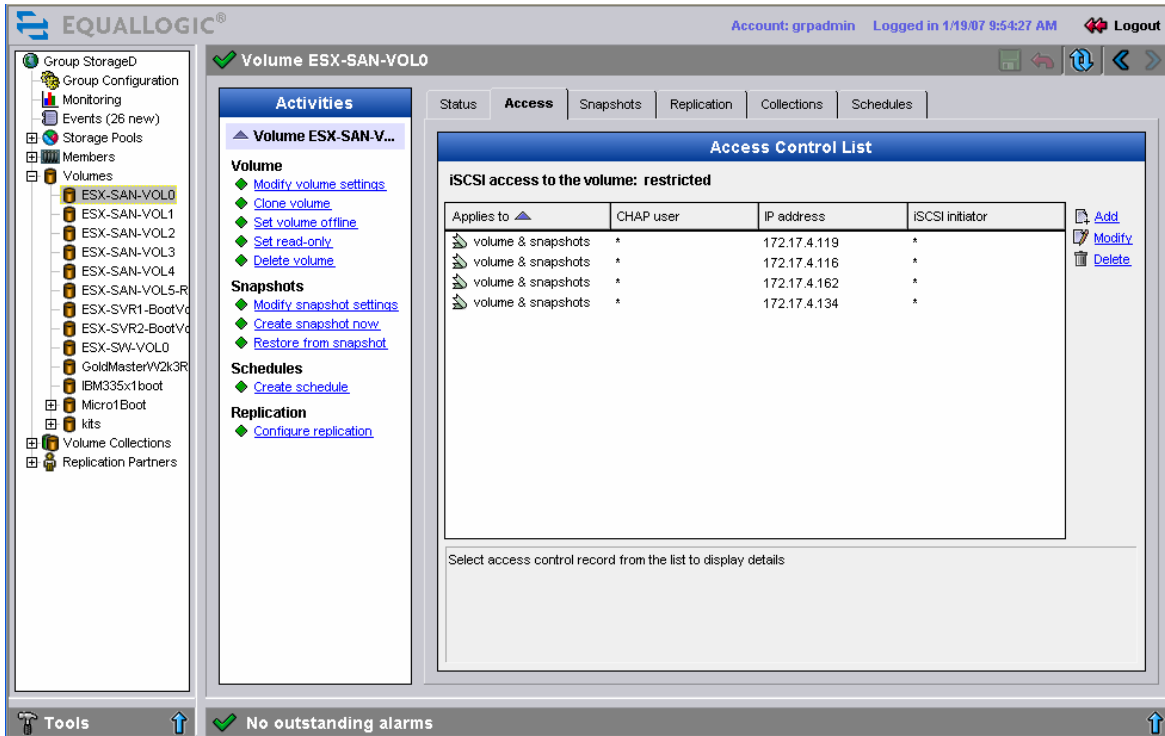 EQUALLOGIC®
Account: grpadmin Logged in 1/19/07 9:54:27 AM Logout
Group StorageD
Group Configuration
Monitoring
Events (26 new)
Storage Pools
Members
Volumes
ESX-SAN-VOL0
ESX-SAN-VOL1
ESX-SAN-VOL2
ESX-SAN-VOL3
ESX-SAN-VOL4
ESX-SAN-VOL5-R
ESX-SVR1-BootVo
ESX-SVR2-BootVo
ESX-SW-VOL0
GoldMasterW2k3R
IBM335x1boot
Micro1Boot
kits
Volume Collections
Replication Partners
Tools
Volume ESX-SAN-VOL0
Activities
Volume ESX-SAN-V...
Volume
Modify volume settings
Clone volume
Set volume offline
Set read-only
Delete volume
Snapshots
Modify snapshot settings
Create snapshot now
Restore from snapshot
Schedules
Create schedule
Replication
Configure replication
Status Access Snapshots Replication Collections Schedules
Access Control List
iSCSI access to the volume: restricted
Applies to CHAP user IP address iSCSI initiator
volume & snapshots * 172.17.4.119 *
volume & snapshots * 172.17.4.116 *
volume & snapshots * 172.17.4.162 *
volume & snapshots * 172.17.4.134 *
Add
Modify
Delete
Select access control record from the list to display details
No outstanding alarms